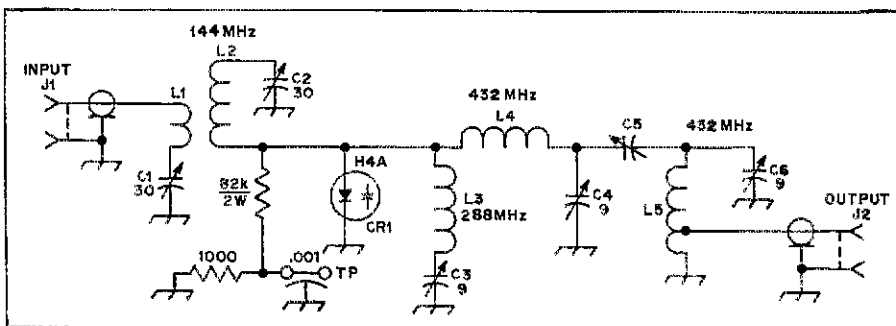 144 MHz
INPUT
J1
L1
L2
C2
30
C1
30
82k
2W
H4A
CR1
1000
.001
TP
432 MHz
L4
L3
288MHz
C3
9
C4
9
C5
432 MHz
C6
9
L5
OUTPUT
J2